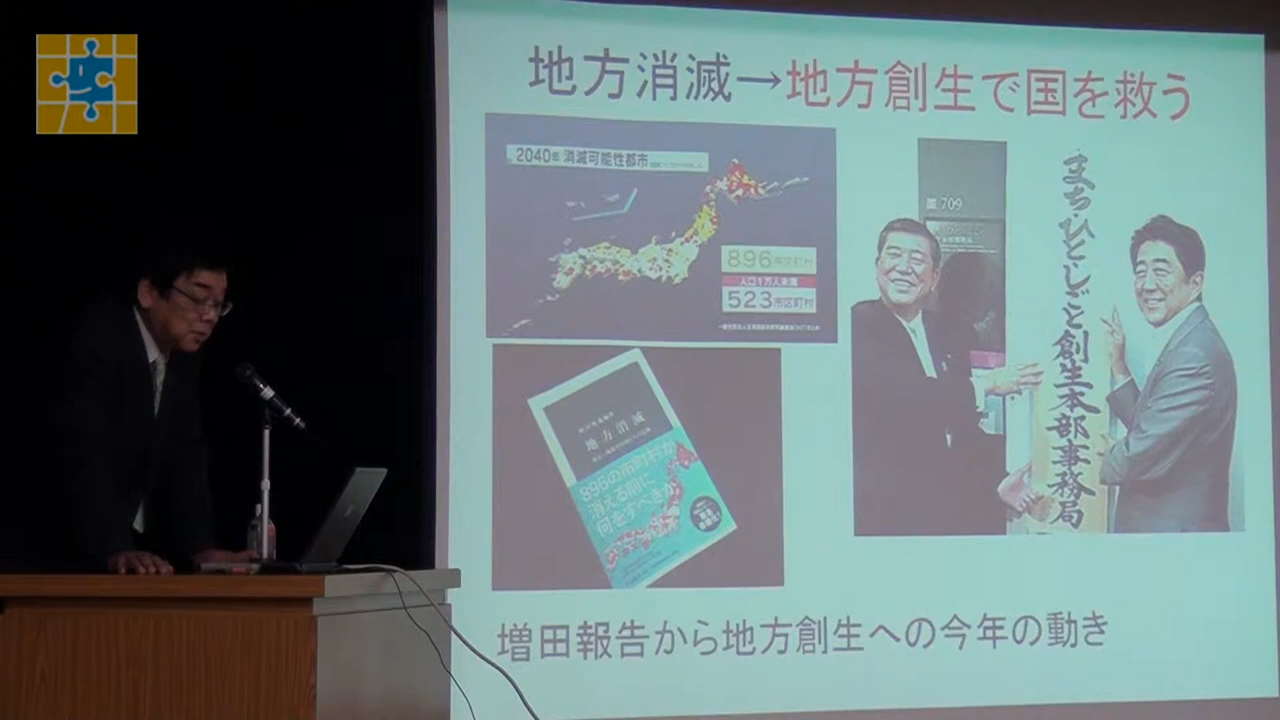 地方消滅→地方創生で国を救う
2040年 消滅可能性都市
896市区町村
人口1万人未満
523市区町村
709
まち・ひと・しごと創生本部事務局
地方消滅
896の市町村が
消える前に
何をすべきか
増田報告から地方創生への今年の動き